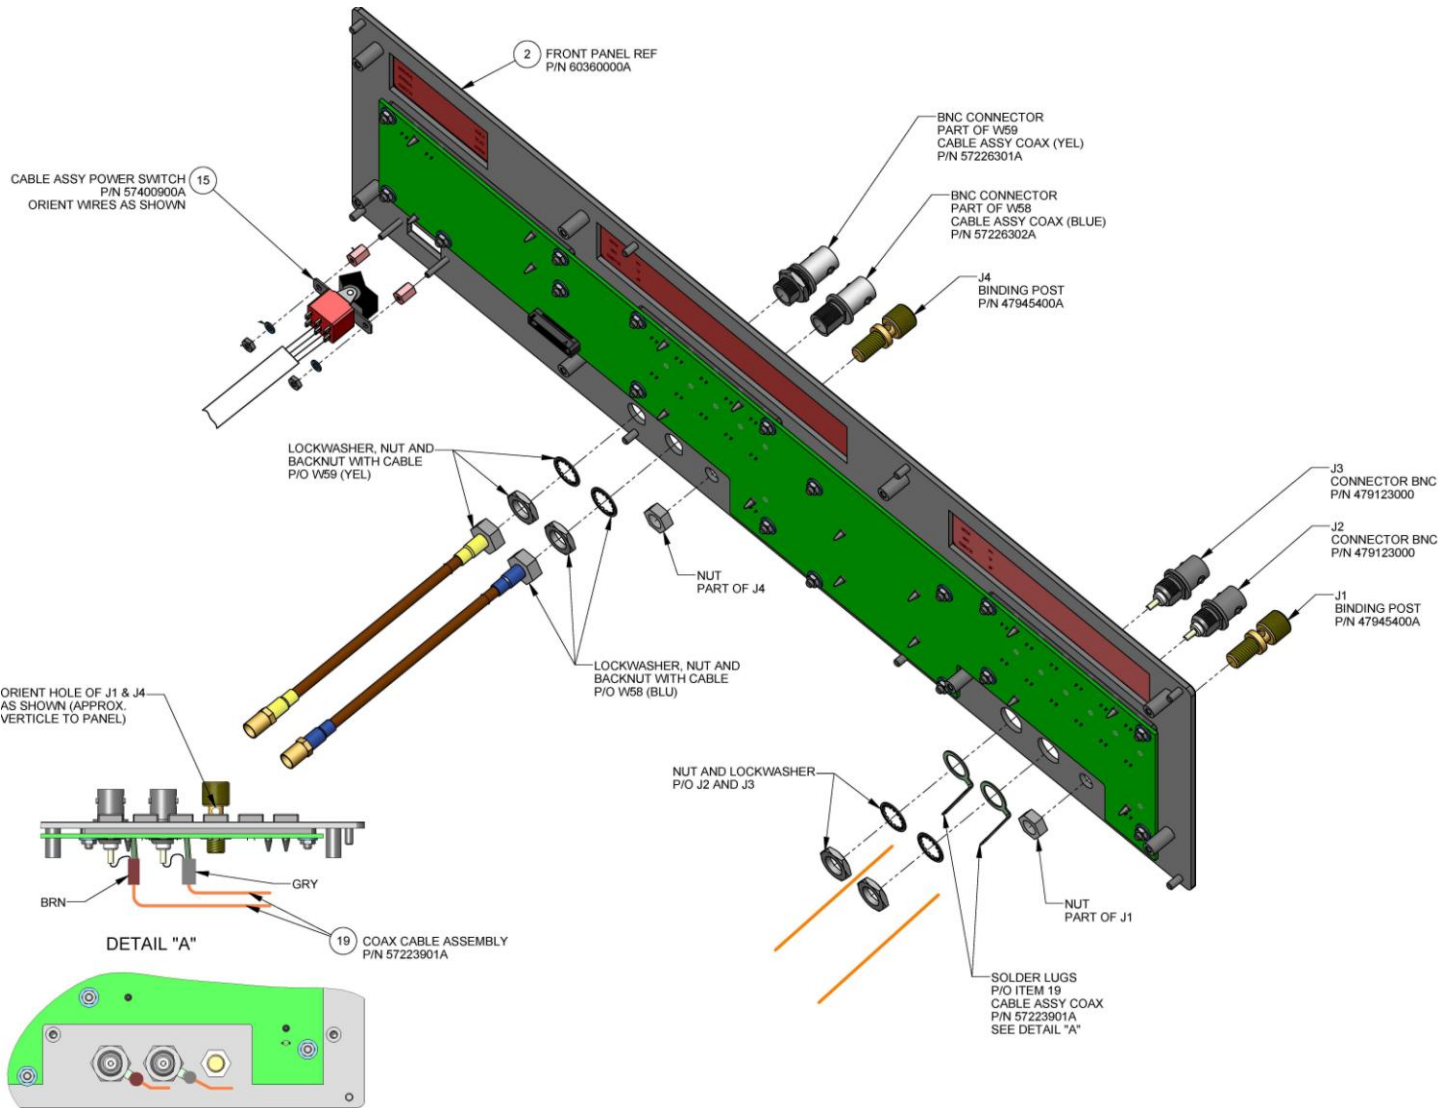 2
FRONT PANEL REF
P/N 60360000A
BNC CONNECTOR
PART OF W59
CABLE ASSY COAX (YEL)
P/N 57226301A
CABLE ASSY POWER SWITCH
P/N 57400900A
ORIENT WIRES AS SHOWN
15
BNC CONNECTOR
PART OF W58
CABLE ASSY COAX (BLUE)
P/N 57226302A
J4
BINDING POST
P/N 47945400A
LOCKWASHER, NUT AND
BACKNUT WITH CABLE
P/O W59 (YEL)
J3
CONNECTOR BNC
P/N 479123000
J2
CONNECTOR BNC
P/N 479123000
NUT
PART OF J4
J1
BINDING POST
P/N 47945400A
LOCKWASHER, NUT AND
BACKNUT WITH CABLE
P/O W58 (BLU)
ORIENT HOLE OF J1 & J4
AS SHOWN (APPROX.
VERTICLE TO PANEL)
NUT AND LOCKWASHER
P/O J2 AND J3
GRY
BRN
NUT
PART OF J1
DETAIL "A"
19
COAX CABLE ASSEMBLY
P/N 57223901A
SOLDER LUGS
P/O ITEM 19
CABLE ASSY COAX
P/N 57223901A
SEE DETAIL "A"